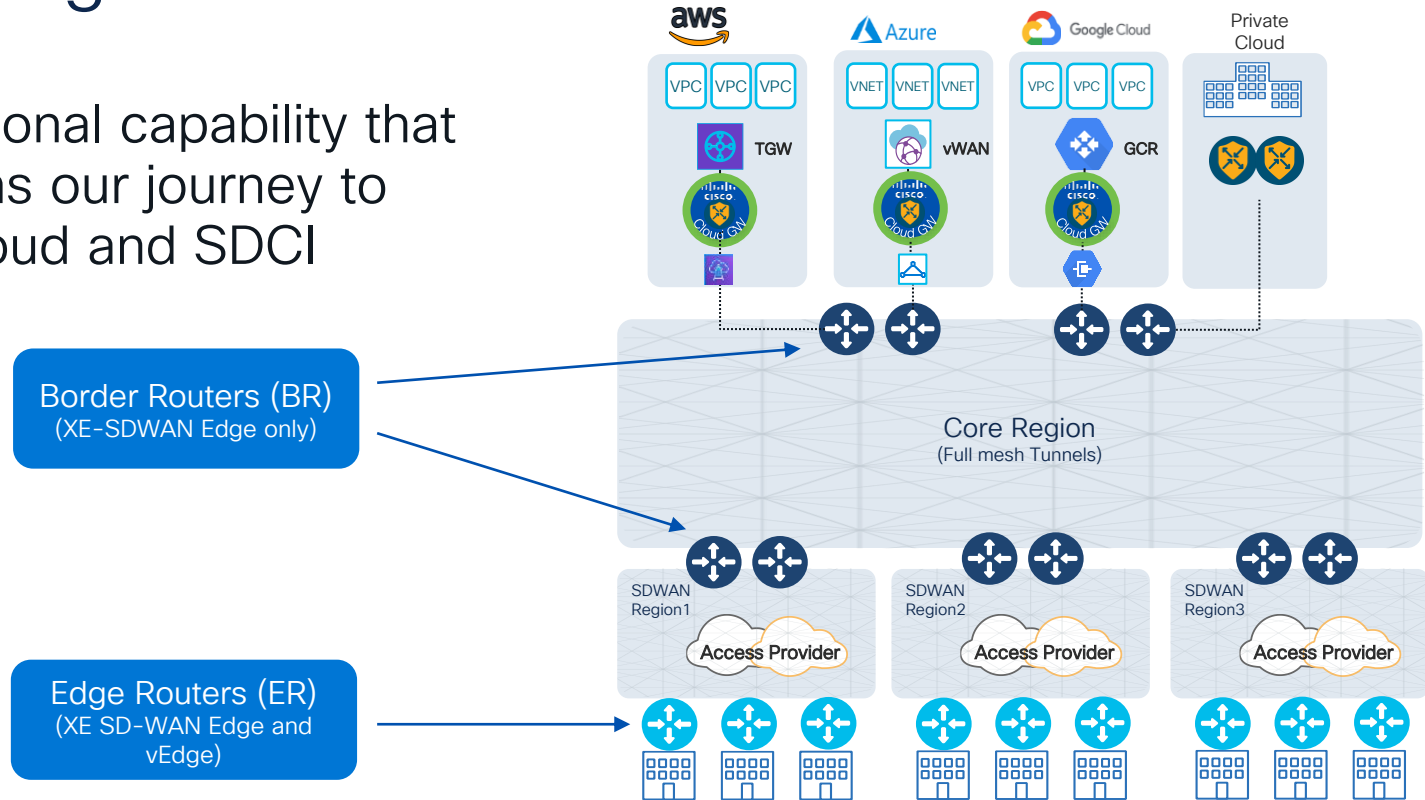 onal capability that
as our journey to
oud and SDCI
Border Routers (BR)
(XE-SDWAN Edge only)
Edge Routers (ER)
(XE SD-WAN Edge and
vEdge)
aws
Azure
Google Cloud
Private
Cloud
VPC VPC VPC
VNET VNET VNET
VPC VPC VPC
TGW
vWAN
GCR
CISCO
Cloud GW
CISCO
Cloud GW
CISCO
Cloud GW
Core Region
(Full mesh Tunnels)
SDWAN
Region1
Access Provider
SDWAN
Region2
Access Provider
SDWAN
Region3
Access Provider